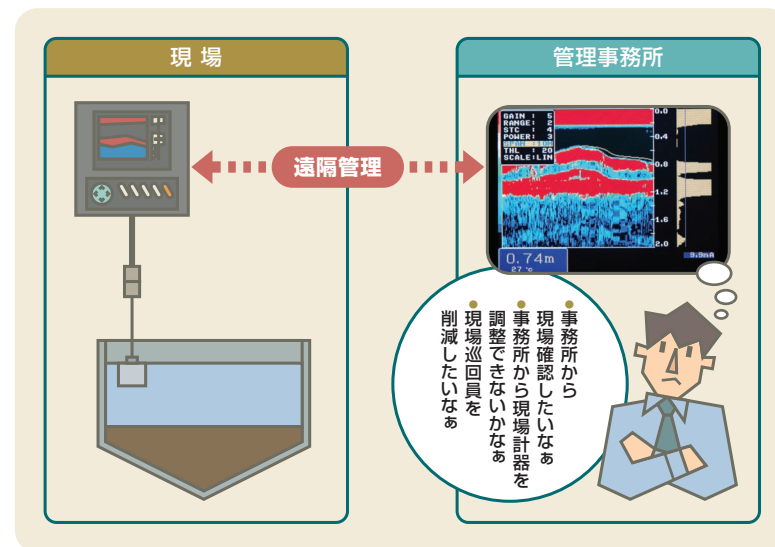 現場
管理事務所
遠隔管理
GAIN : 5
RANGE: 2
STC : 4
POWER: 3
SPAN :10M
THL : 20
SCALE:LIN
0.0
-0.4
-0.8
-1.2
-1.6
2.0
0.74m
27 ℃
9.9mA
●事務所から
現場確認したいなぁ
●事務所から現場計器を
調整できないかなぁ
●現場巡回員を
削減したいなぁ